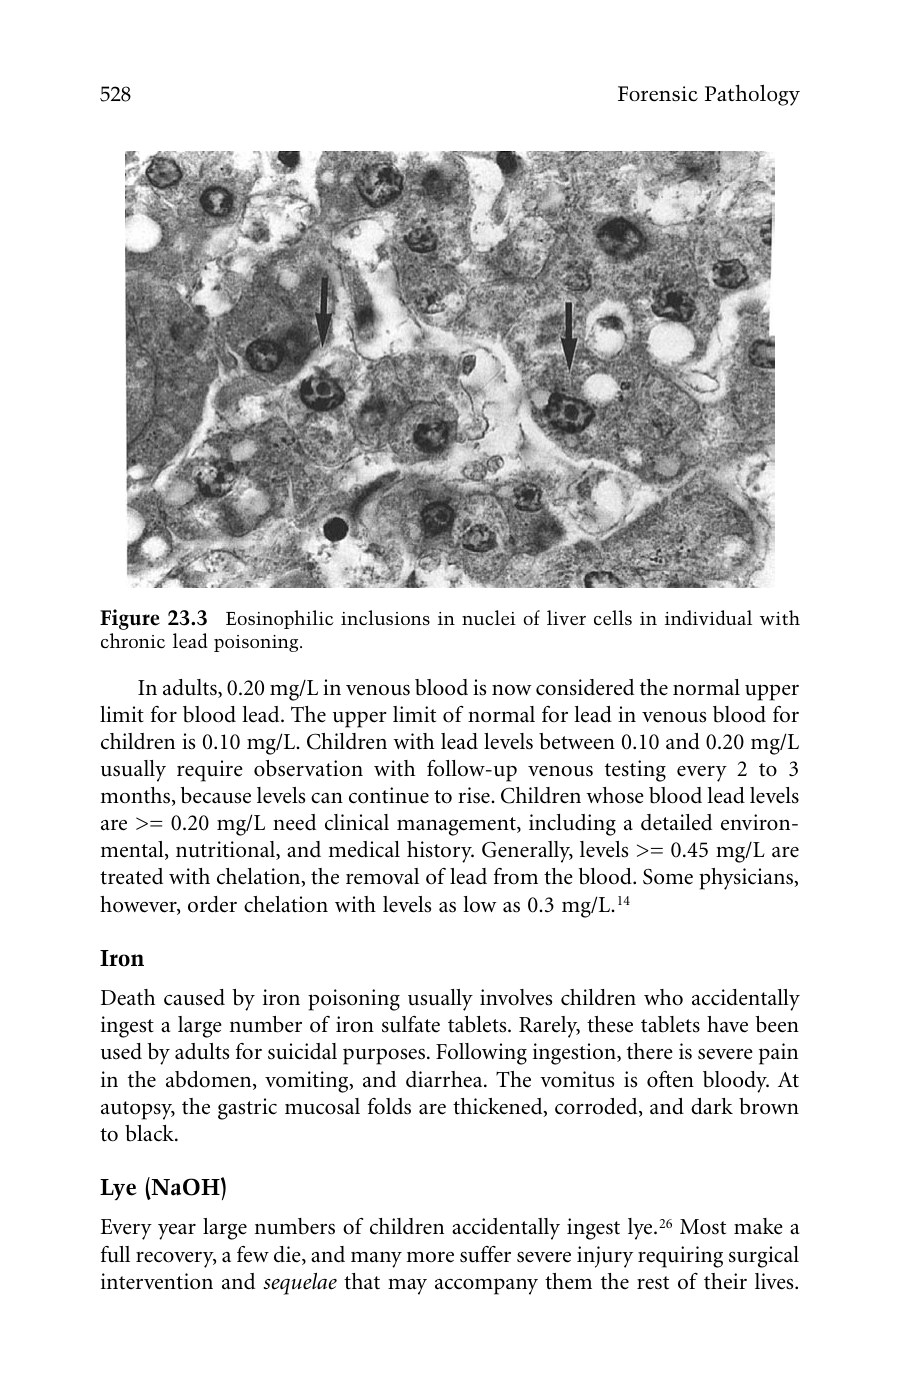 528 Forensic Pathology
Figure 23.3 Eosinophilic inclusions in nuclei of liver cells in individual with
chronic lead poisoning.
In adults, 0.20 mg/L in venous blood is now considered the normal upper
limit for blood lead. The upper limit of normal for lead in venous blood for
children is 0.10 mg/L. Children with lead levels between 0.10 and 0.20 mg/L
usually require observation with follow-up venous testing every 2 to 3
months, because levels can continue to rise. Children whose blood lead levels
are >= 0.20 mg/L need clinical management, including a detailed environ-
mental, nutritional, and medical history. Generally, levels >= 0.45 mg/L are
treated with chelation, the removal of lead from the blood. Some physicians,
however, order chelation with levels as low as 0.3 mg/L.14
Iron
Death caused by iron poisoning usually involves children who accidentally
ingest a large number of iron sulfate tablets. Rarely, these tablets have been
used by adults for suicidal purposes. Following ingestion, there is severe pain
in the abdomen, vomiting, and diarrhea. The vomitus is often bloody. At
autopsy, the gastric mucosal folds are thickened, corroded, and dark brown
to black.
Lye (NaOH)
Every year large numbers of children accidentally ingest lye.26 Most make a
full recovery, a few die, and many more suffer severe injury requiring surgical
intervention and sequelae that may accompany them the rest of their lives.